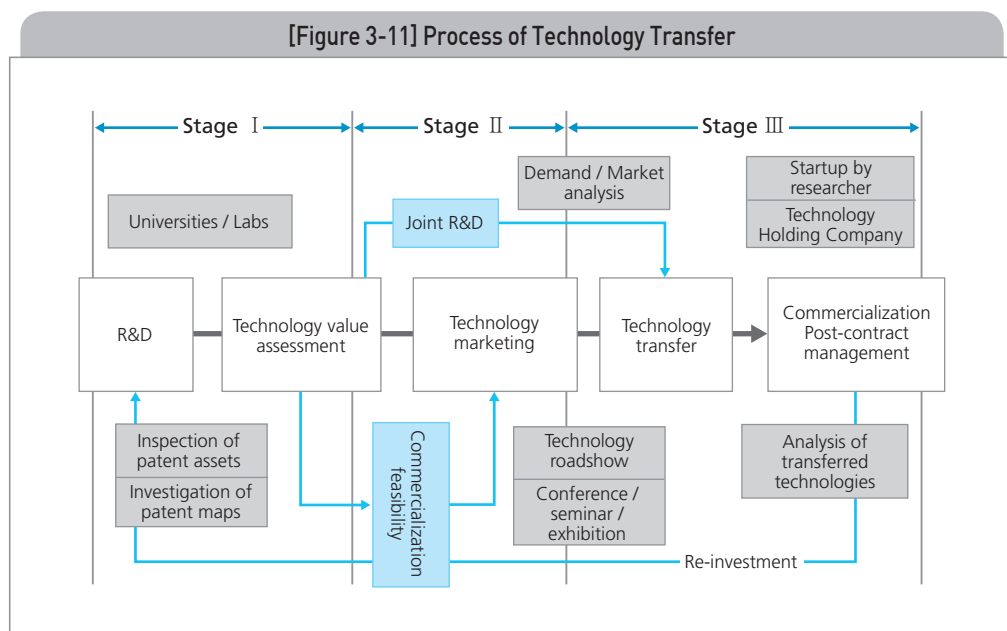 [Figure 3-11] Process of Technology Transfer
Stage Ⅰ
Stage Ⅱ
Stage Ⅲ
Universities / Labs
Joint R&D
Demand / Market
analysis
Startup by
researcher
Technology
Holding Company
R&D
Technology value
assessment
Technology
marketing
Technology
transfer
Commercialization
Post-contract
management
Inspection of
patent assets
Investigation of
patent maps
Commercialization
feasibility
Technology
roadshow
Conference /
seminar /
exhibition
Analysis of
transferred
technologies
Re-investment